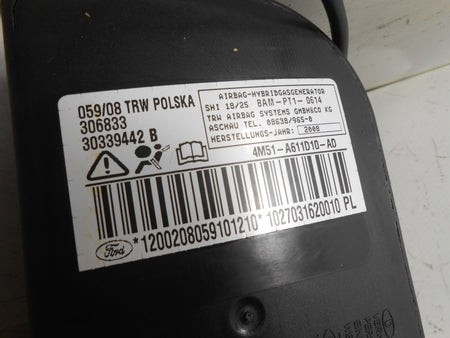 059/08 TRW POLSKA
306833
30339442 B
AIRBAG-HYBRIDGASGENERATOR
SHI 18/25 BAM-PT1-0614
TRW AIRBAG SYSTEMS GMBH&CO KG
ASCHAU TEL. 08638/965-0
HERSTELLUNGS-JAHR: 2008
4M51-A611D10-AD
Ford
*1200208059101210* 1027031620010 PL